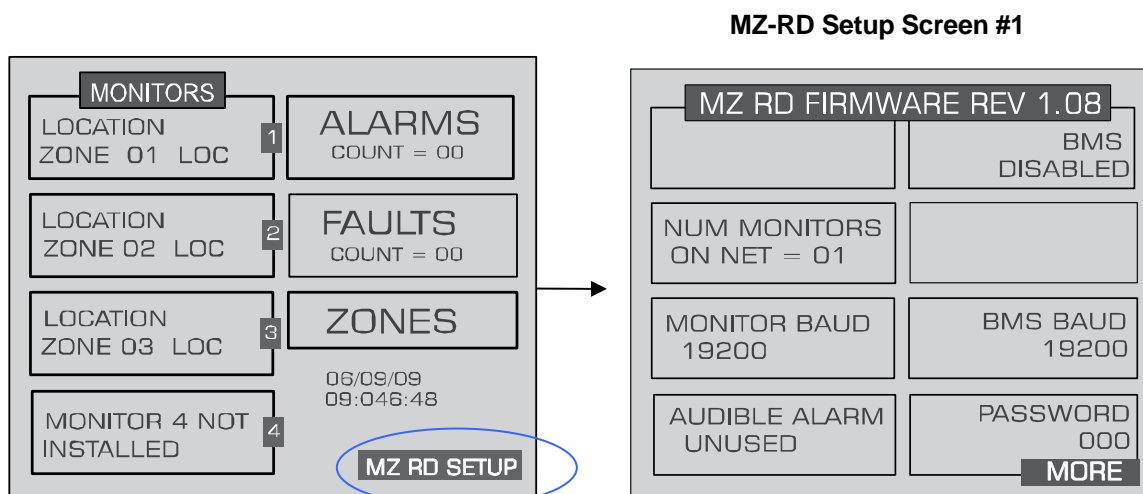 MZ-RD Setup Screen #1
MONITORS
LOCATION
ZONE 01 LOC
1
ALARMS
COUNT = 00
LOCATION
ZONE 02 LOC
2
FAULTS
COUNT = 00
LOCATION
ZONE 03 LOC
3
ZONES
06/09/09
09:046:48
MONITOR 4 NOT
INSTALLED
4
MZ RD SETUP
MZ RD FIRMWARE REV 1.08
BMS
DISABLED
NUM MONITORS
ON NET = 01
MONITOR BAUD
19200
BMS BAUD
19200
AUDIBLE ALARM
UNUSED
PASSWORD
000
MORE